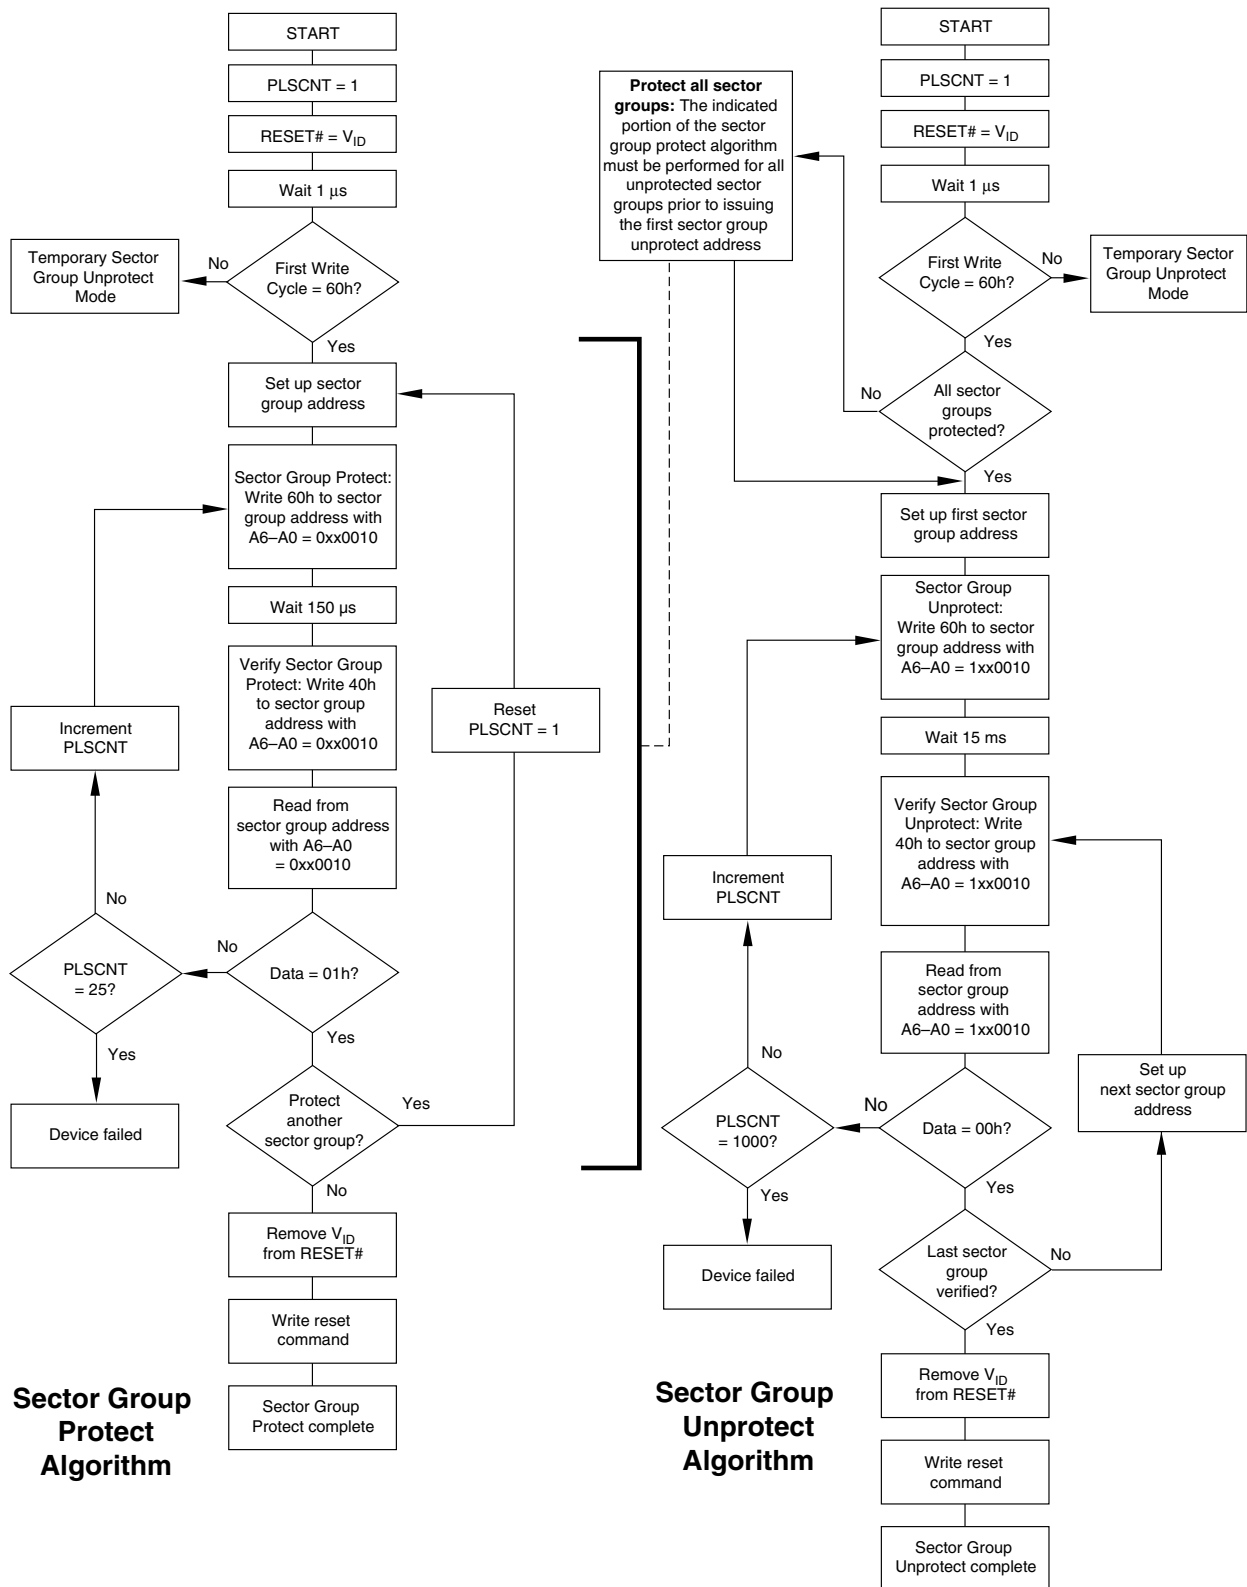 START
PLSCNT = 1
RESET# = VID
Wait 1 μs
First Write
Cycle = 60h?
No
Temporary Sector
Group Unprotect
Mode
Yes
Set up sector
group address
Sector Group Protect:
Write 60h to sector
group address with
A6–A0 = 0xx0010
Wait 150 µs
Verify Sector Group
Protect: Write 40h
to sector group
address with
A6–A0 = 0xx0010
Read from
sector group address
with A6–A0
= 0xx0010
Data = 01h?
No
PLSCNT
= 25?
No
Increment
PLSCNT
Yes
Device failed
Yes
Protect
another
sector group?
Yes
Reset
PLSCNT = 1
No
Remove VID
from RESET#
Write reset
command
Sector Group
Protect complete
Sector Group
Protect
Algorithm
Protect all sector
groups: The indicated
portion of the sector
group protect algorithm
must be performed for all
unprotected sector
groups prior to issuing
the first sector group
unprotect address
START
PLSCNT = 1
RESET# = VID
Wait 1 μs
First Write
Cycle = 60h?
No
Temporary Sector
Group Unprotect
Mode
Yes
All sector
groups
protected?
No
Yes
Set up first sector
group address
Sector Group
Unprotect:
Write 60h to sector
group address with
A6–A0 = 1xx0010
Wait 15 ms
Verify Sector Group
Unprotect: Write
40h to sector group
address with
A6–A0 = 1xx0010
Read from
sector group
address with
A6–A0 = 1xx0010
Data = 00h?
No
PLSCNT
= 1000?
No
Increment
PLSCNT
Yes
Device failed
Yes
Last sector
group
verified?
No
Set up
next sector group
address
Yes
Remove VID
from RESET#
Write reset
command
Sector Group
Unprotect complete
Sector Group
Unprotect
Algorithm